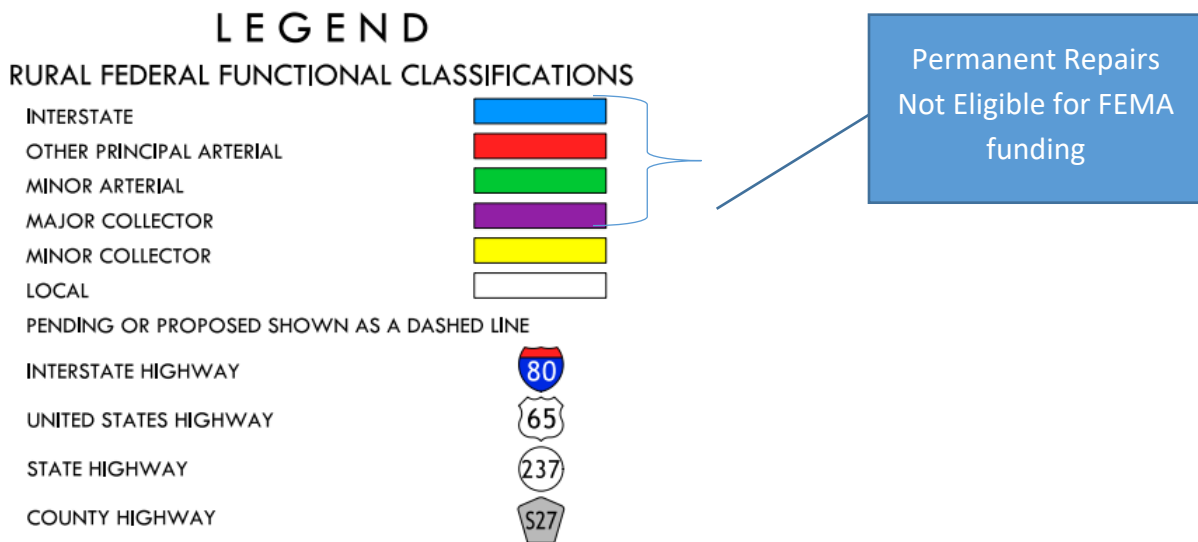 LEGEND
RURAL FEDERAL FUNCTIONAL CLASSIFICATIONS
INTERSTATE
OTHER PRINCIPAL ARTERIAL
MINOR ARTERIAL
MAJOR COLLECTOR
MINOR COLLECTOR
LOCAL
PENDING OR PROPOSED SHOWN AS A DASHED LINE
INTERSTATE HIGHWAY 80
UNITED STATES HIGHWAY 65
STATE HIGHWAY 237
COUNTY HIGHWAY S27
Permanent Repairs
Not Eligible for FEMA
funding